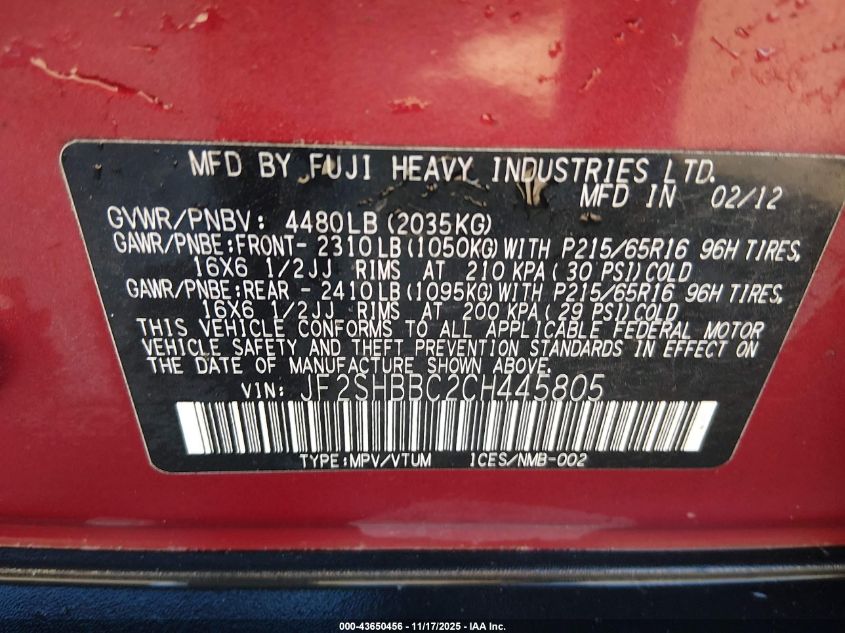 MFD BY FUJI HEAVY INDUSTRIES LTD.
MFD IN 02/12
GVWR/PNBV: 4480LB (2035KG)
GAWR/PNBE:FRONT- 2310LB(1050KG)WITH P215/65R16 96H TIRES,
16X6 1/2JJ RIMS AT 210 KPA(30 PSI)COLD
GAWR/PNBE:REAR - 2410LB(1095KG)WITH P215/65R16 96H TIRES,
16X6 1/2JJ RIMS AT 200 KPA(29 PSI)COLD
THIS VEHICLE CONFORMS TO ALL APPLICABLE FEDERAL MOTOR
VEHICLE SAFETY AND THEFT PREVENTION STANDARDS IN EFFECT ON
THE DATE OF MANUFACTURE SHOWN ABOVE.
VIN: JF2SHBBC2CH445805
TYPE:MPV/VTUM 1CES/NMB-002
000-43650456 - 11/17/2025 - IAA Inc.